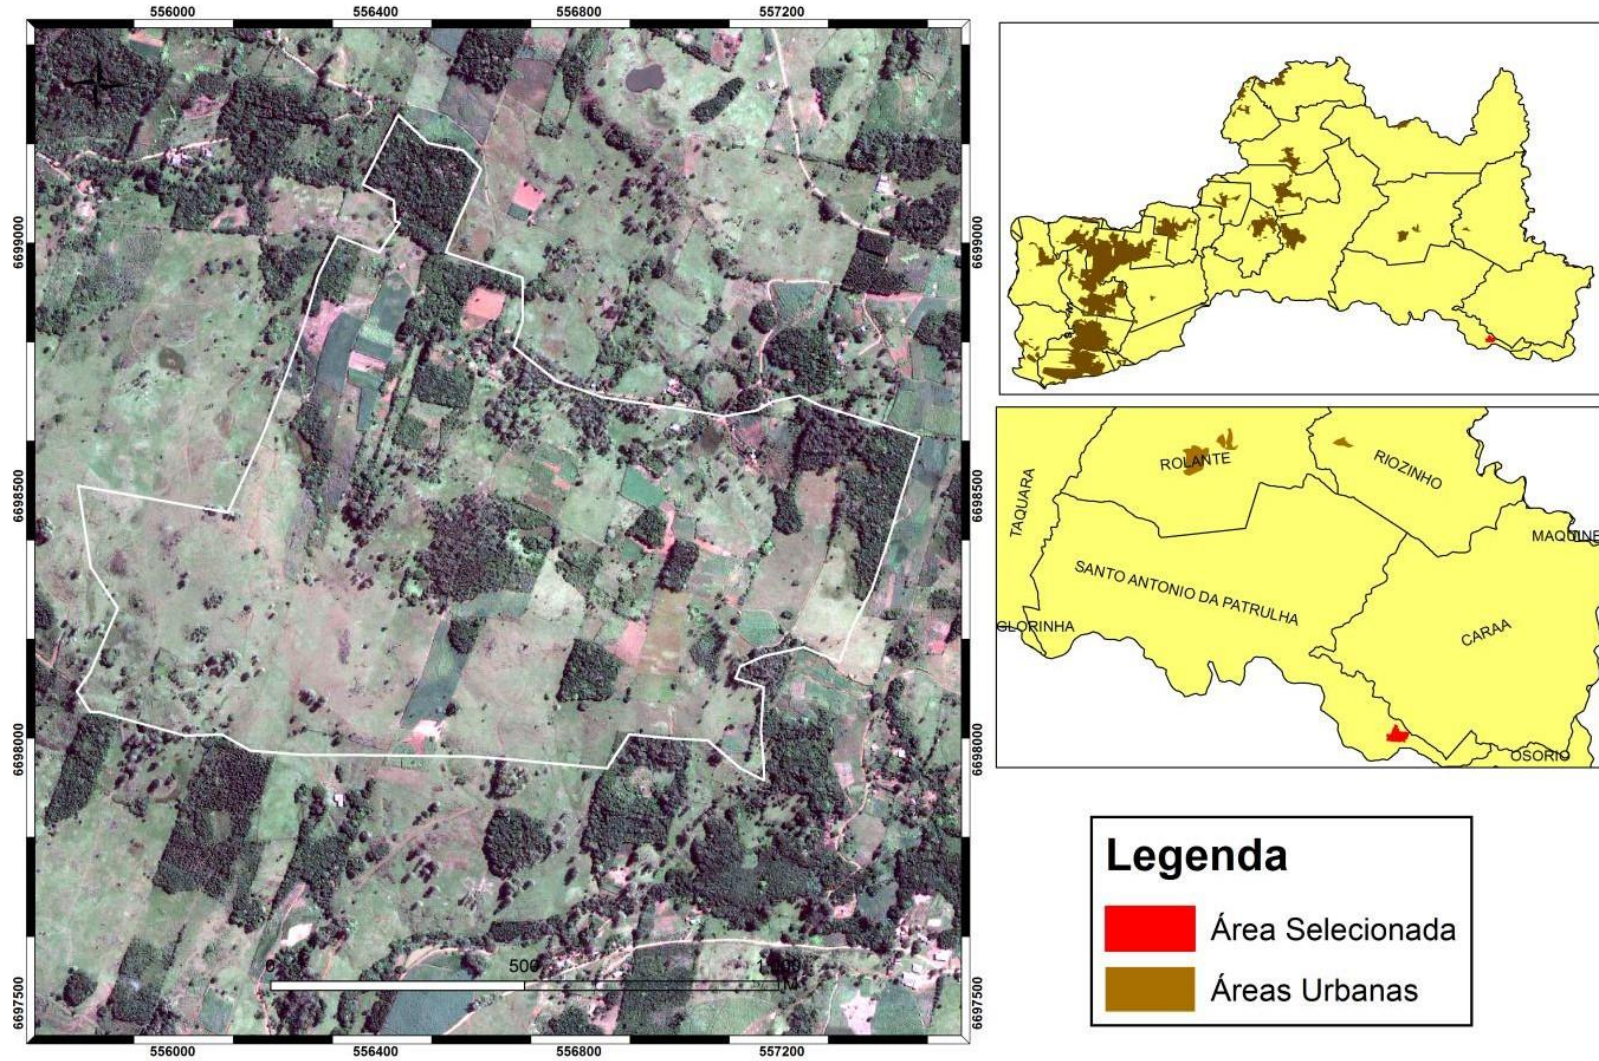 556000 556400 556800 557200
6699000
6698500
6698000
6697500
0 500
M
556000 556400 556800 557200
6699000
6698500
6698000
6697500
ROLANTE
RIOZINHO
TAQUARA
MAQUINE
SANTO ANTONIO DA PATRULHA
GLORINHA
CARAA
OSORIO
Legenda
Área Selecionada
Áreas Urbanas